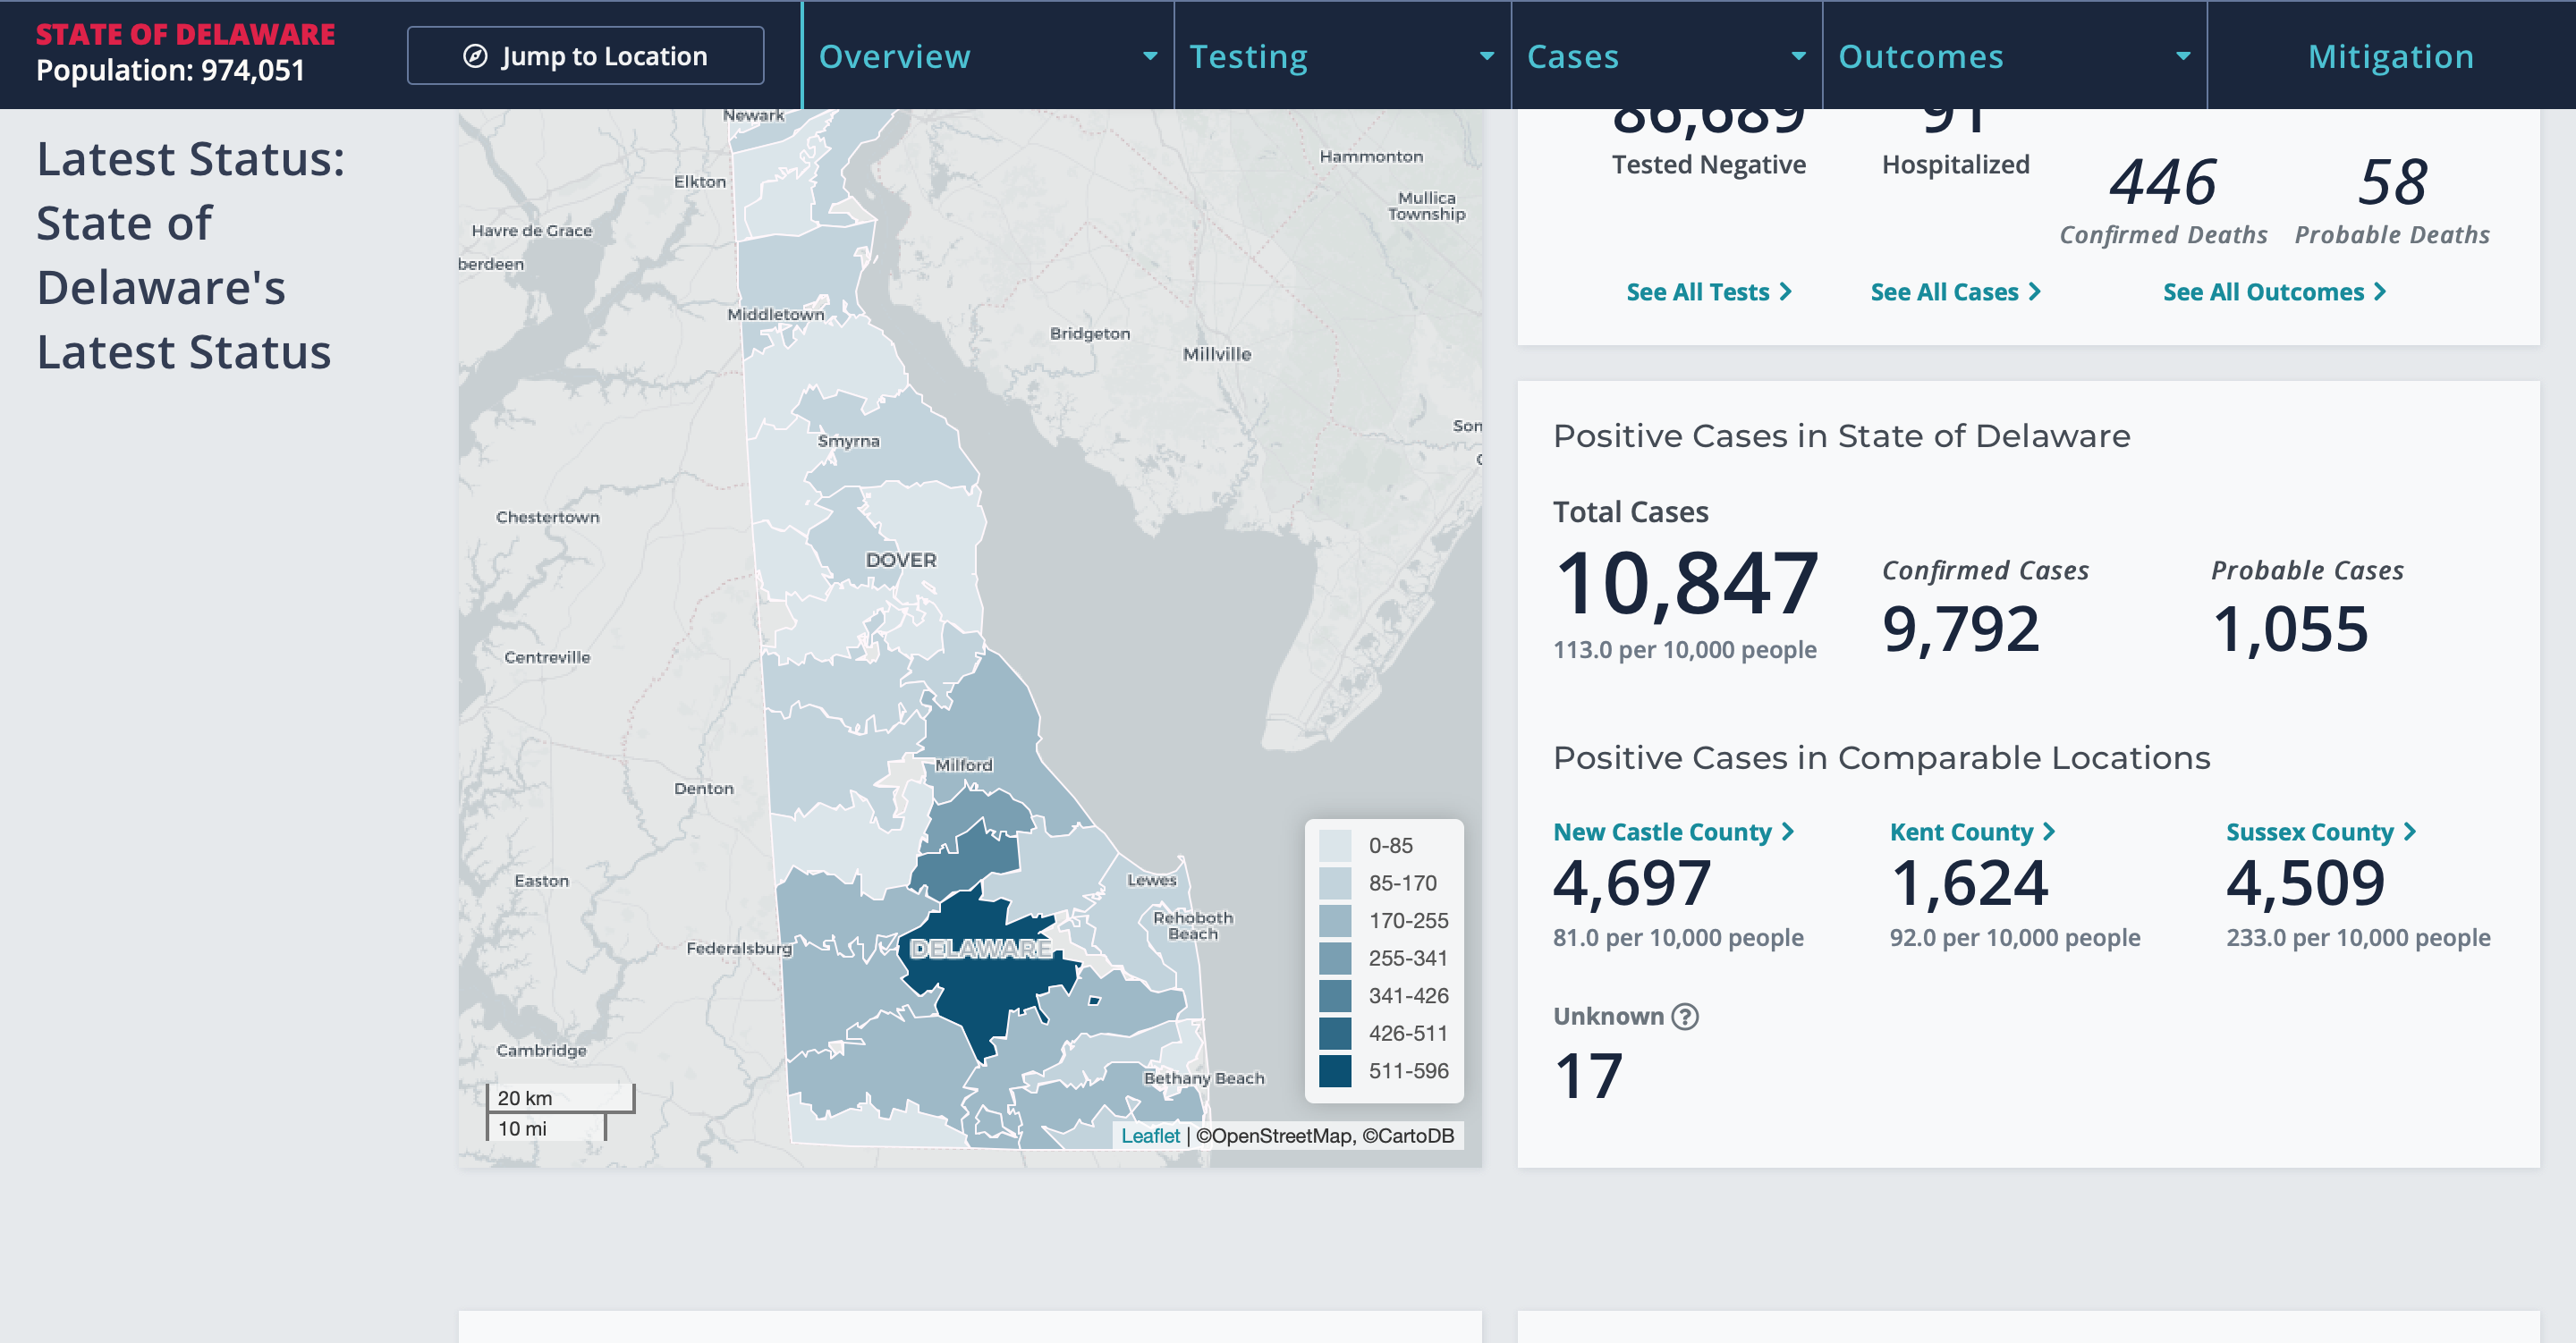 STATE OF DELAWARE
Population: 974,051
Jump to Location
Overview
Testing
Cases
Outcomes
Mitigation
Latest Status:
State of
Delaware's
Latest Status
Newark
Elkton
Havre de Grace
berdeen
Middletown
Hammonton
Mullica
Township
Bridgeton
Millville
Som
Smyrna
Chestertown
DOVER
Centreville
Milford
Denton
Easton
Lewes
Rehoboth
Beach
Federalsburg
DELAWARE
Cambridge
Bethany Beach
20 km
10 mi
0-85
85-170
170-255
255-341
341-426
426-511
511-596
Leaflet | ©OpenStreetMap, ©CartoDB
86,689
Tested Negative
91
Hospitalized
446
Confirmed Deaths
58
Probable Deaths
See All Tests
See All Cases
See All Outcomes
Positive Cases in State of Delaware
Total Cases
10,847
113.0 per 10,000 people
Confirmed Cases
9,792
Probable Cases
1,055
Positive Cases in Comparable Locations
New Castle County
4,697
81.0 per 10,000 people
Kent County
1,624
92.0 per 10,000 people
Sussex County
4,509
233.0 per 10,000 people
Unknown ?
17